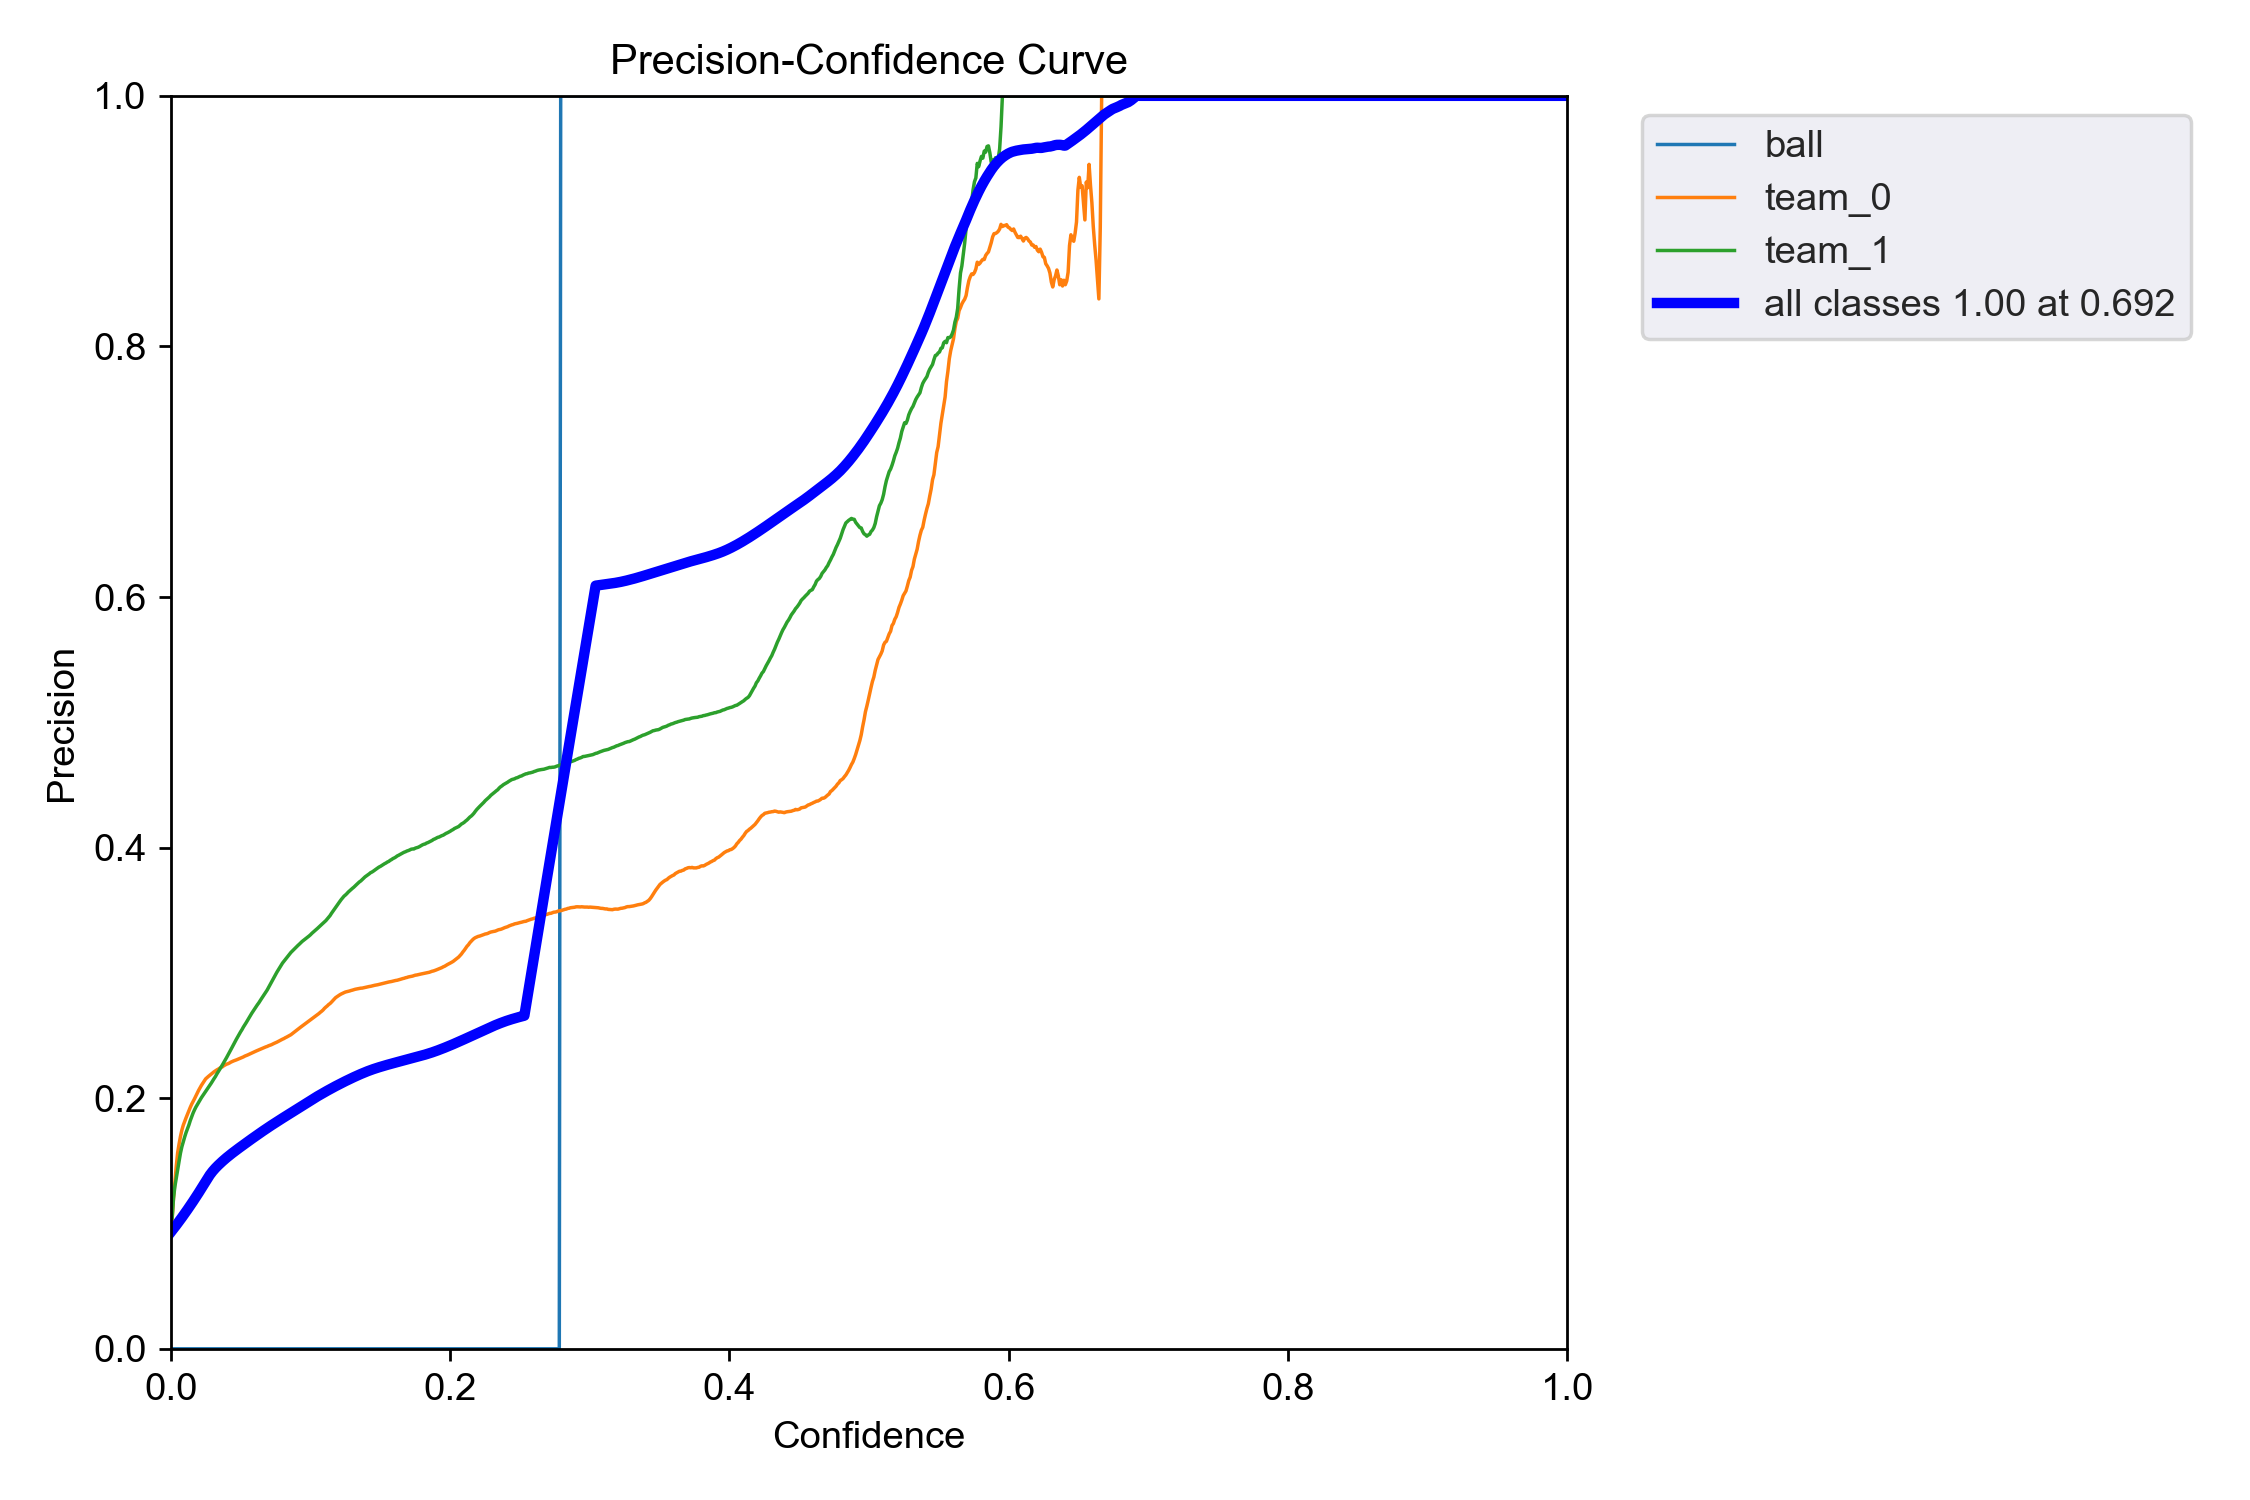 Precision-Confidence Curve
1.0
0.8
0.6
0.4
0.2
0.0
Precision
0.0 0.2 0.4 0.6 0.8 1.0
Confidence
ball
team_0
team_1
all classes 1.00 at 0.692